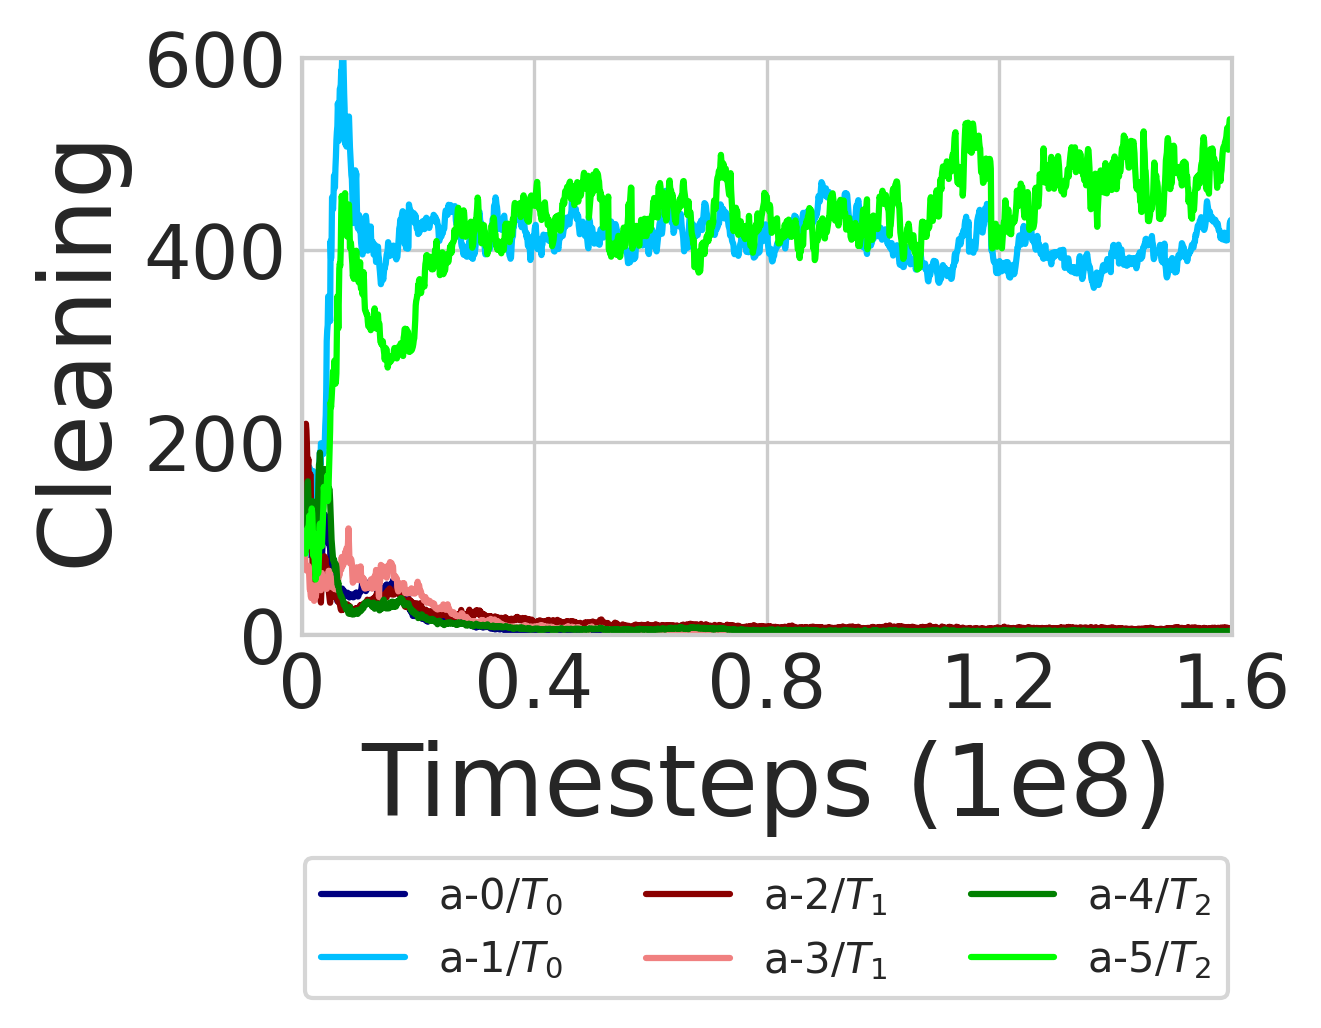 600
400
200
0
Cleaning
0 0.4 0.8 1.2 1.6
Timesteps (1e8)
a-0/T₀ a-2/T₁ a-4/T₂
a-1/T₀ a-3/T₁ a-5/T₂